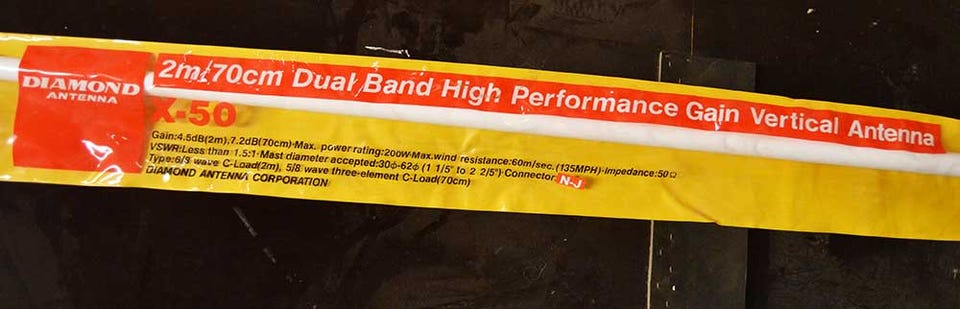 DIAMOND
ANTENNA
2m/70cm Dual Band High Performance Gain Vertical Antenna
X-50
Gain:4.5dB(2m),7.2dB(70cm)·Max. power rating:200W·Max.wind resistance:60m/sec.(135MPH)·Impedance:50Ω
VSWR:Less than 1.5:1·Mast diameter accepted:30φ-62φ (1 1/5" to 2 2/5")·Connector:N-J
Type:6/8 wave C-Load(2m), 5/8 wave three-element C-Load(70cm)
DIAMOND ANTENNA CORPORATION